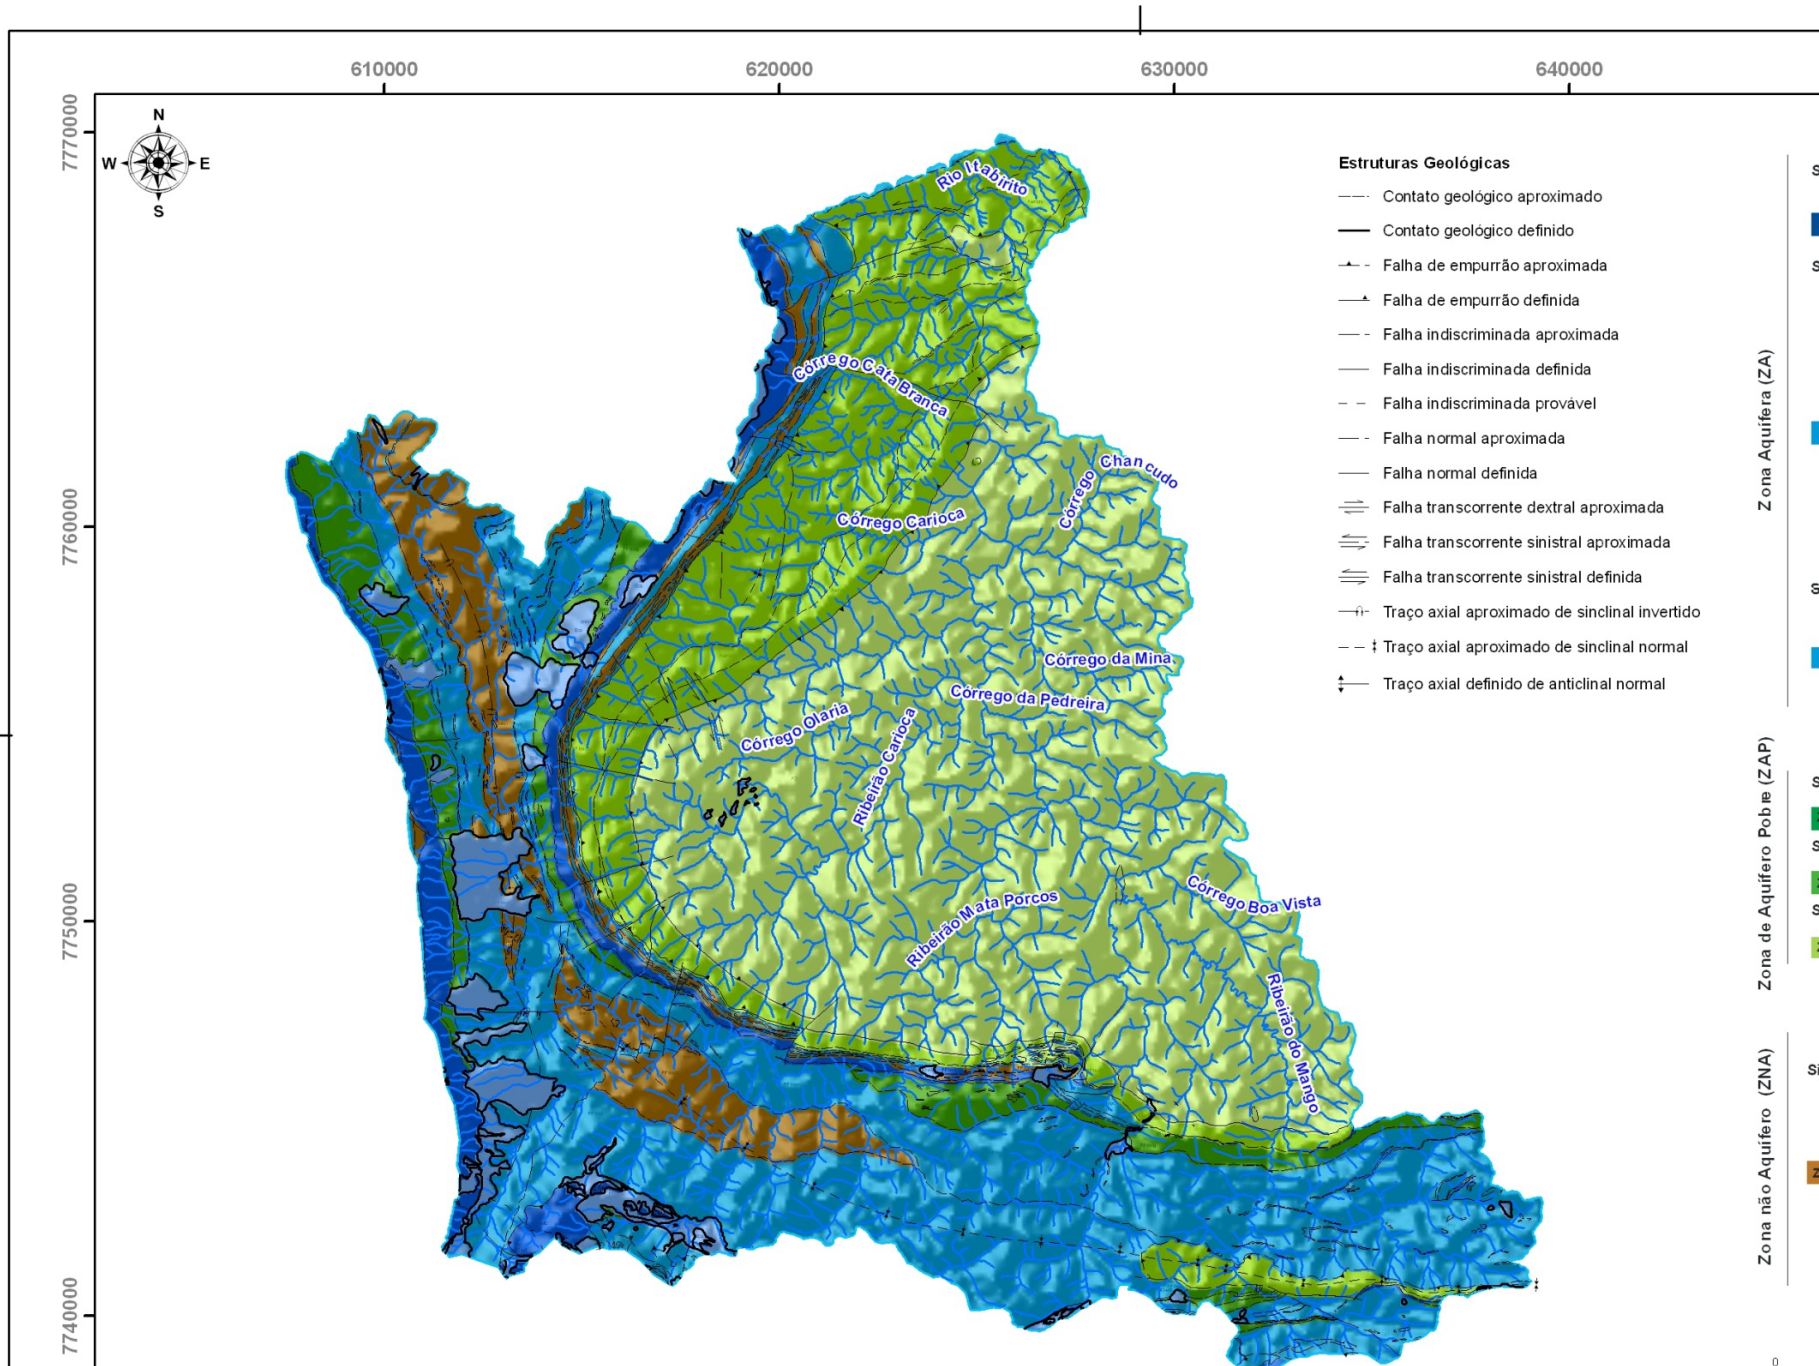 610000
620000
630000
640000
7770000
7760000
7750000
7740000
N
W
E
S
Rio Itabirito
Córrego Cata Branca
Córrego Chancudo
Córrego Carioca
Córrego da Mina
Córrego da Pedreira
Córrego Olaria
Ribeirão Carioca
Ribeirão Mata Porcos
Córrego Boa Vista
Ribeirão do Mango
Estruturas Geológicas
Contato geológico aproximado
Contato geológico definido
Falha de empurrão aproximada
Falha de empurrão definida
Falha indiscriminada aproximada
Falha indiscriminada definida
Falha indiscriminada provável
Falha normal aproximada
Falha normal definida
Falha transcorrente dextral aproximada
Falha transcorrente sinistral aproximada
Falha transcorrente sinistral definida
Traço axial aproximado de sinclinal invertido
Traço axial aproximado de sinclinal normal
Traço axial definido de anticlinal normal
Zona Aquífera (ZA)
Zona de Aquífero Pobre (ZAP)
Zona não Aquífero (ZNA)
0